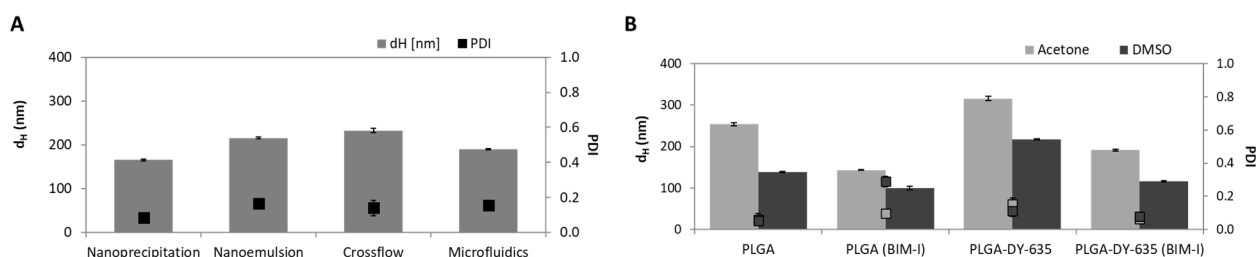 A
dH [nm] PDI
400 1.0
300 0.8
200 0.6
100 0.4
0 0.2
0.0
dH (nm)
PDI
Nanoprecipitation Nanoemulsion Crossflow Microfluidics
B
Acetone DMSO
400 1.0
300 0.8
200 0.6
100 0.4
0 0.2
0.0
dH (nm)
PDI
PLGA PLGA (BIM-I) PLGA-DY-635 PLGA-DY-635 (BIM-I)